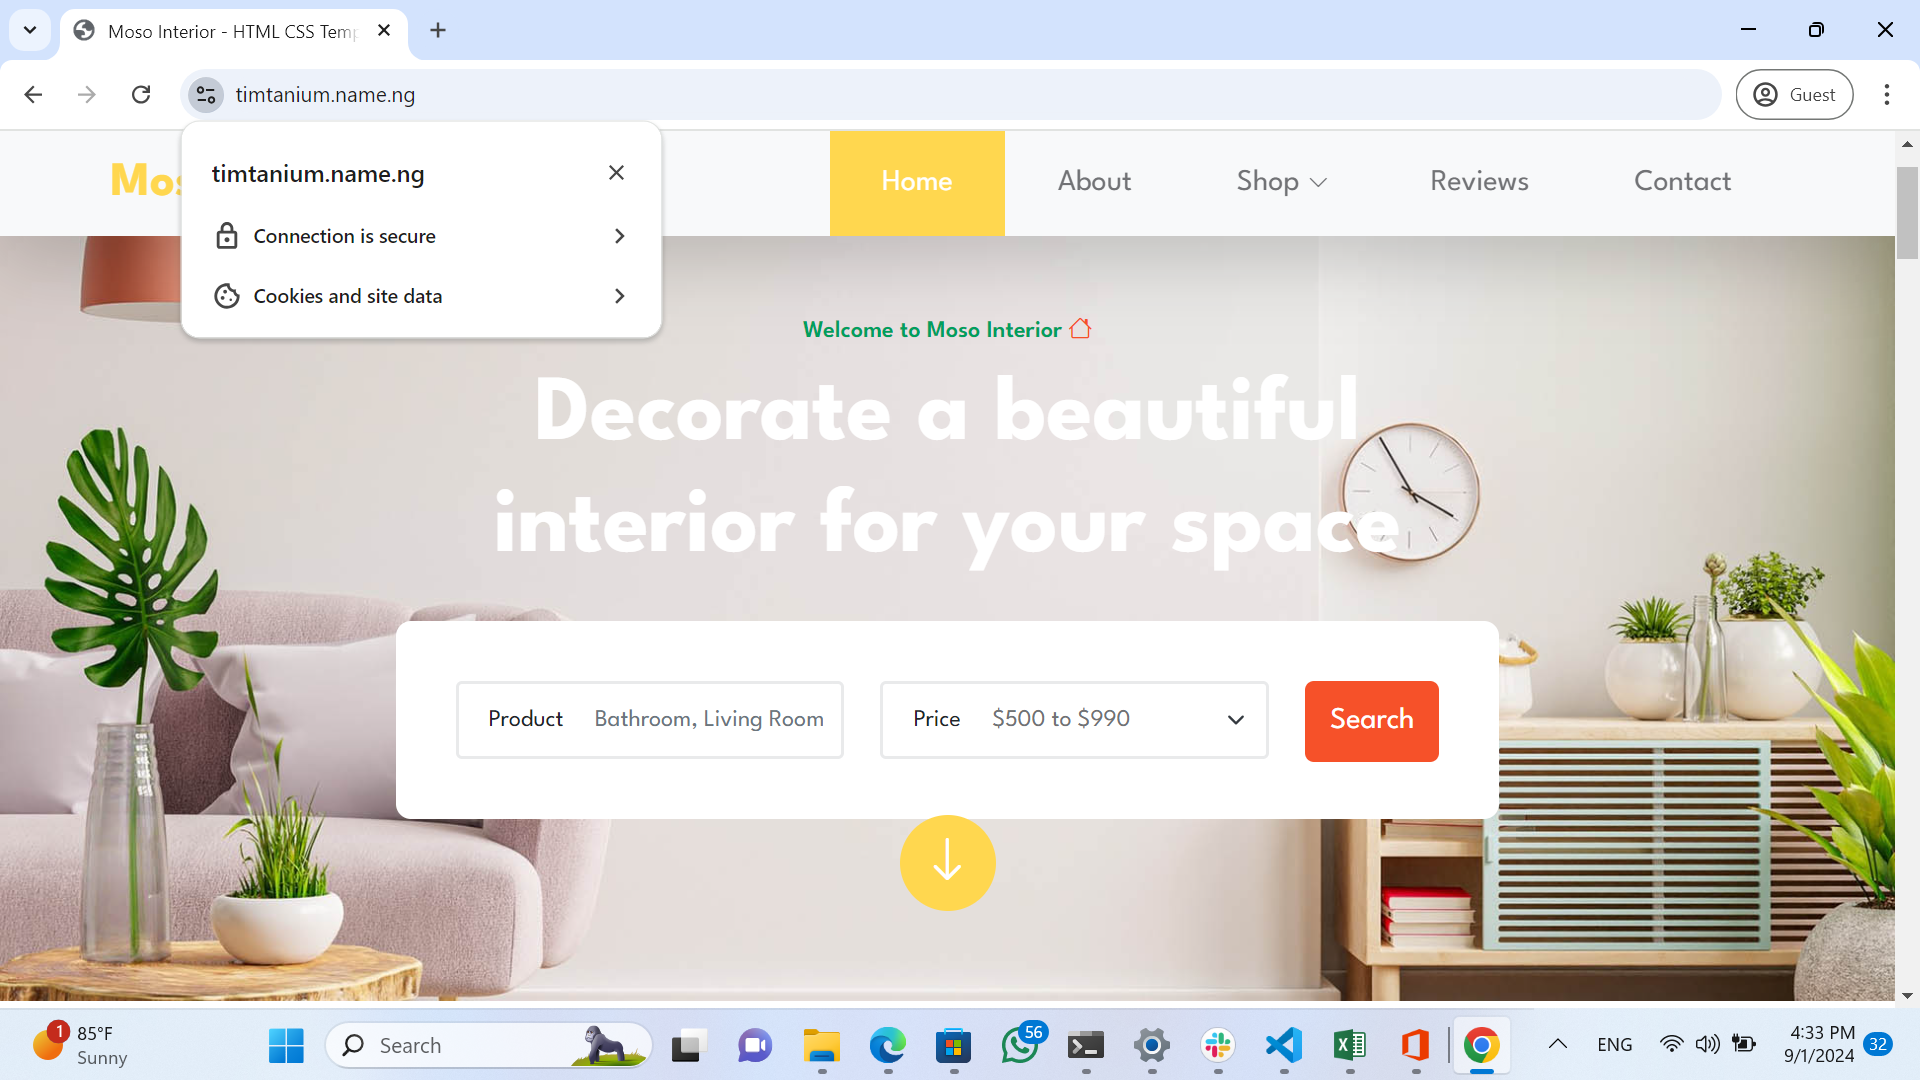 Moso Interior - HTML CSS Temp
timtanium.name.ng
Guest
timtanium.name.ng
Connection is secure
Cookies and site data
Mos
Home
About
Shop
Reviews
Contact
Welcome to Moso Interior
Decorate a beautiful
interior for your space
Product
Bathroom, Living Room
Price
$500 to $990
Search
1
85°F
Sunny
Search
56
ENG
4:33 PM
9/1/2024
32